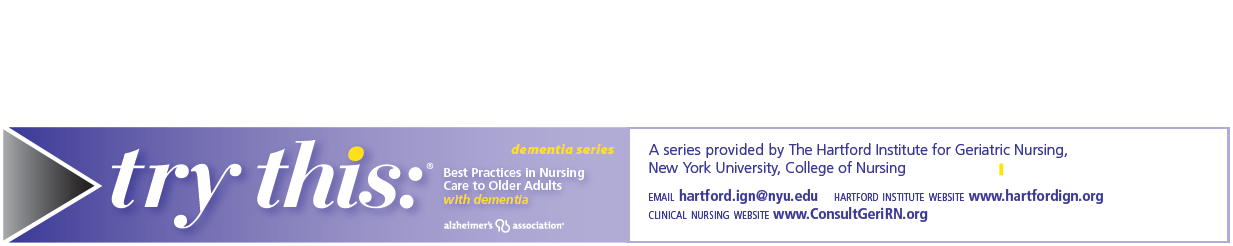 try this:®
dementia series
Best Practices in Nursing
Care to Older Adults
with dementia
alzheimer's association®
A series provided by The Hartford Institute for Geriatric Nursing,
New York University, College of Nursing
EMAIL hartford.ign@nyu.edu HARTFORD INSTITUTE WEBSITE www.hartfordign.org
CLINICAL NURSING WEBSITE www.ConsultGeriRN.org